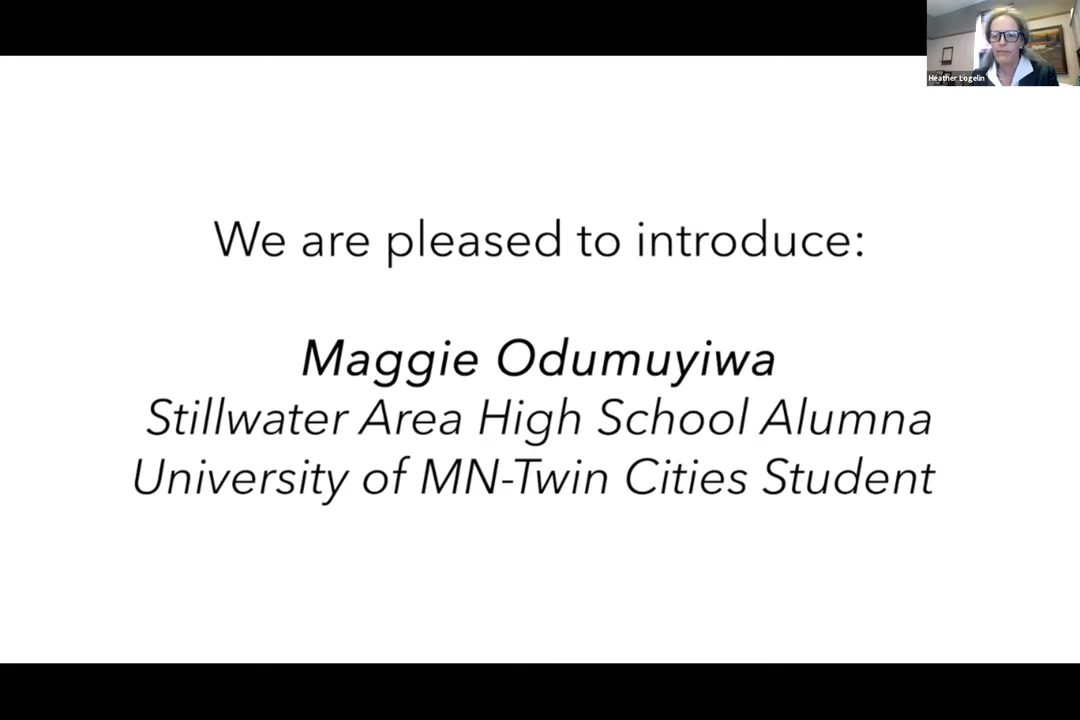 Heather Logelin
We are pleased to introduce:
Maggie Odumuyiwa
Stillwater Area High School Alumna
University of MN-Twin Cities Student